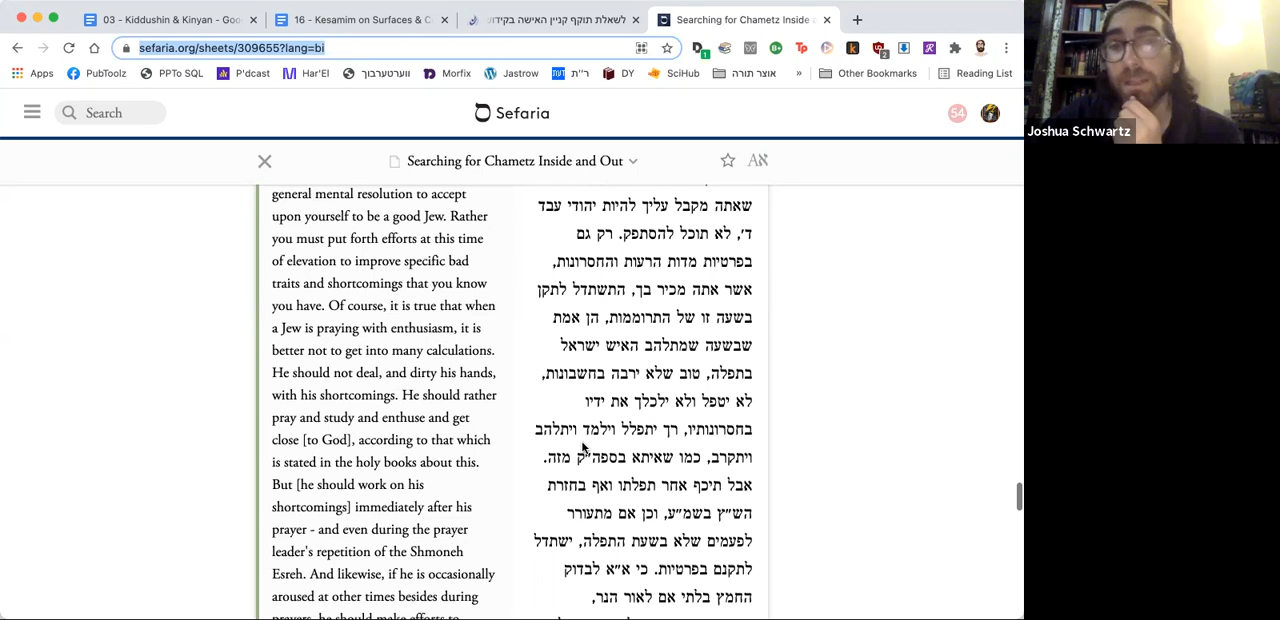 03 - Kiddushin & Kinyan - Goo
16 - Kesamim on Surfaces & C
לשאלת תוקף קניין האישה בקידוש
Searching for Chametz Inside a
sefaria.org/sheets/309655?lang=bi
Apps
PubToolz
PPTo SQL
P'dcast
Har'El
ווערטערבוך
Morfix
Jastrow
ר״ת
DY
SciHub
אוצר תורה
»
Other Bookmarks
Reading List
Search
Sefaria
54
Searching for Chametz Inside and Out
general mental resolution to accept
upon yourself to be a good Jew. Rather
you must put forth efforts at this time
of elevation to improve specific bad
traits and shortcomings that you know
you have. Of course, it is true that when
a Jew is praying with enthusiasm, it is
better not to get into many calculations.
He should not deal, and dirty his hands,
with his shortcomings. He should rather
pray and study and enthuse and get
close [to God], according to that which
is stated in the holy books about this.
But [he should work on his
shortcomings] immediately after his
prayer - and even during the prayer
leader's repetition of the Shmoneh
Esreh. And likewise, if he is occasionally
aroused at other times besides during
prayers, he should make efforts to
שאתה מקבל עליך להיות יהודי עבד
ד׳, לא תוכל להסתפק. רק גם
בפרטיות מדות הרעות והחסרונות,
אשר אתה מכיר בך, התשתדל לתקן
בשעה זו של התרוממות, הן אמת
שבשעה שמתלהב האיש ישראל
בתפלה, טוב שלא ירבה בחשבונות,
לא יטפל ולא ילכלך את ידיו
בחסרונותיו, רך יתפלל וילמד ויתלהב
ויתקרב, כמו שאיתא בספה״ק מזה.
אבל תיכף אחר תפלתו ואף בחזרת
הש״ץ בשמ״ע, וכן אם מתעורר
לפעמים שלא בשעת התפלה, ישתדל
לתקנם בפרטיות. כי א״א לבדוק
החמץ בלתי אם לאור הנר,
Joshua Schwartz